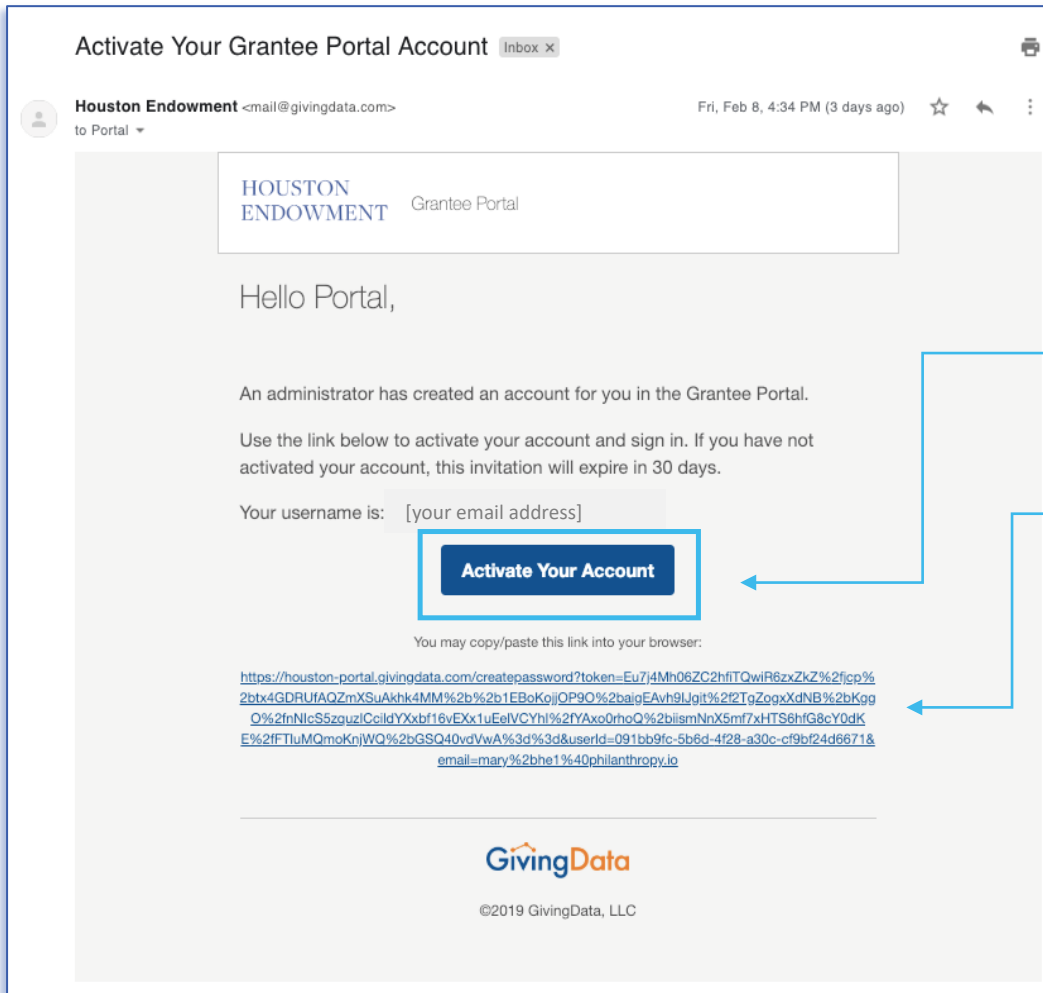 Activate Your Grantee Portal Account Inbox x
Houston Endowment <mail@givingdata.com> Fri, Feb 8, 4:34 PM (3 days ago)
to Portal
HOUSTON
ENDOWMENT Grantee Portal
Hello Portal,
An administrator has created an account for you in the Grantee Portal.
Use the link below to activate your account and sign in. If you have not
activated your account, this invitation will expire in 30 days.
Your username is: [your email address]
Activate Your Account
You may copy/paste this link into your browser:
https://houston-portal.givingdata.com/createpassword?token=Eu7j4Mh06ZC2hfiTQwiR6zxZkZ%2fjcp%
2btx4GDRUfAQZmXSuAkhk4MM%2b%2b1EBoKojjOP9O%2baigEAvh9IJgit%2f2TgZogxXdNB%2bKgg
O%2fnNIcS5zquzlCcildYXxbf16vEXx1uEelVCYhl%2fYAxo0rhoQ%2biismNnX5mf7xHTS6hfG8cY0dK
E%2fFTluMQmoKnjWQ%2bGSQ40vdVwA%3d%3d&userId=091bb9fc-5b6d-4f28-a30c-cf9bf24d6671&
email=mary%2bhe1%40philanthropy.io
GivingData
©2019 GivingData, LLC